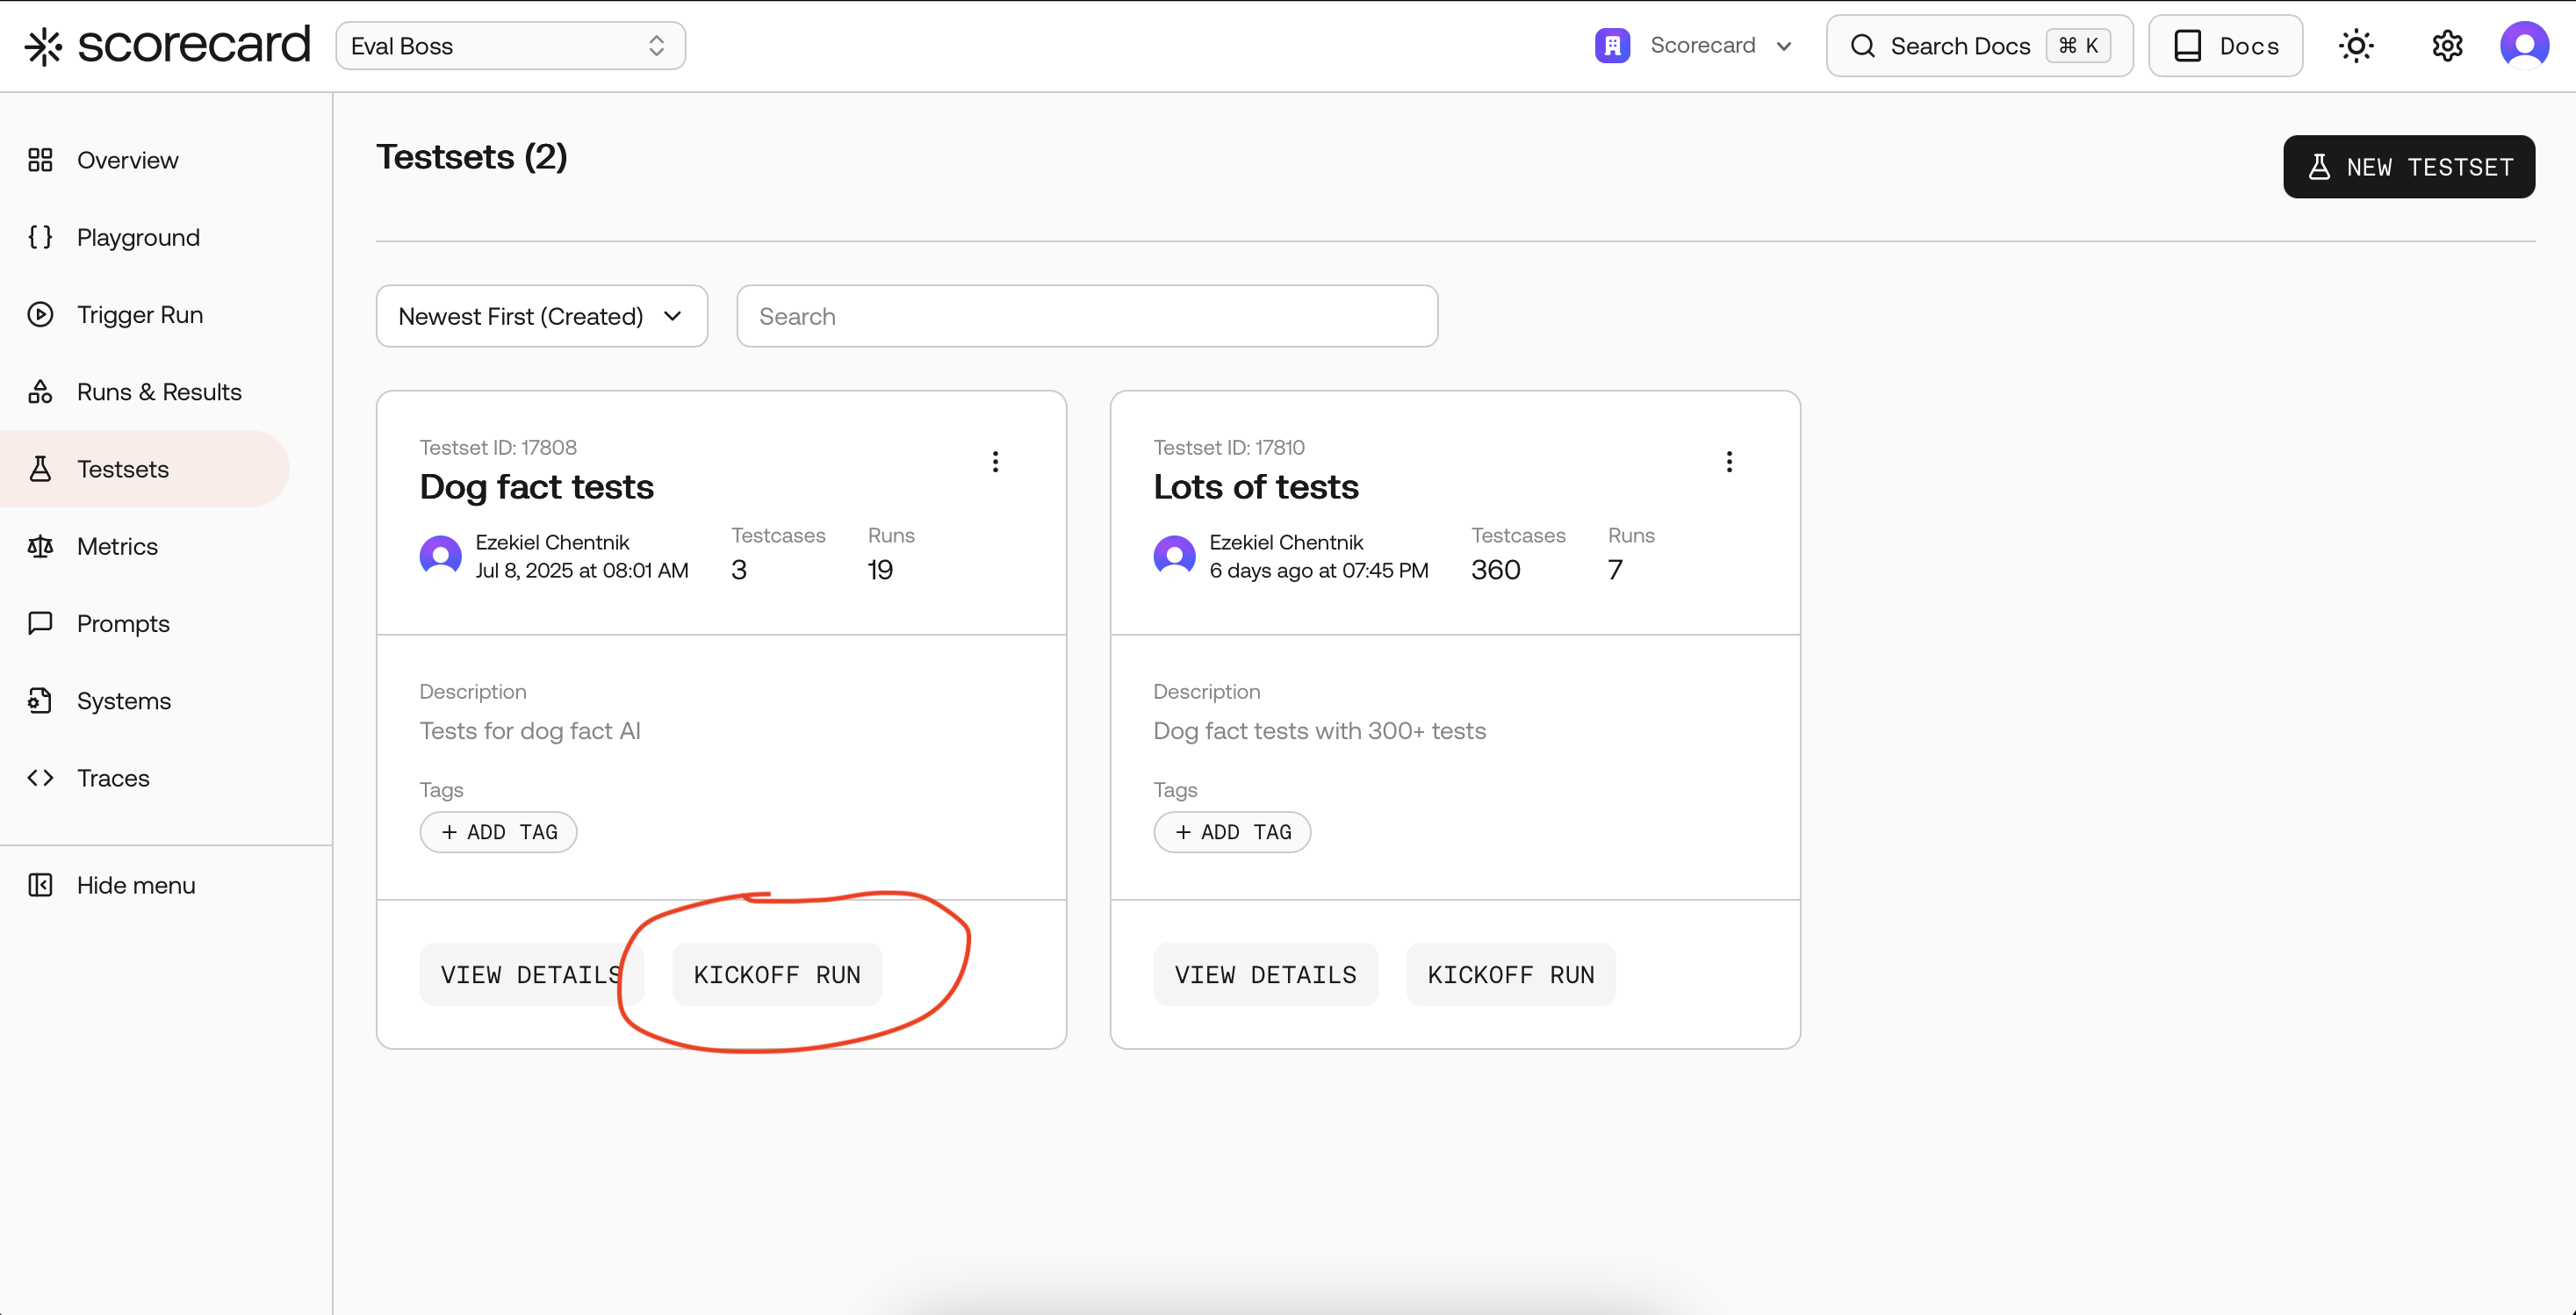 scorecard
Eval Boss
Scorecard
Search Docs ⌘ K
Docs
Overview
Playground
Trigger Run
Runs & Results
Testsets
Metrics
Prompts
Systems
Traces
Hide menu
Testsets (2)
NEW TESTSET
Newest First (Created)
Search
Testset ID: 17808
Dog fact tests
Ezekiel Chentnik
Jul 8, 2025 at 08:01 AM
Testcases
3
Runs
19
Description
Tests for dog fact AI
Tags
+ ADD TAG
VIEW DETAILS
KICKOFF RUN
Testset ID: 17810
Lots of tests
Ezekiel Chentnik
6 days ago at 07:45 PM
Testcases
360
Runs
7
Description
Dog fact tests with 300+ tests
Tags
+ ADD TAG
VIEW DETAILS
KICKOFF RUN